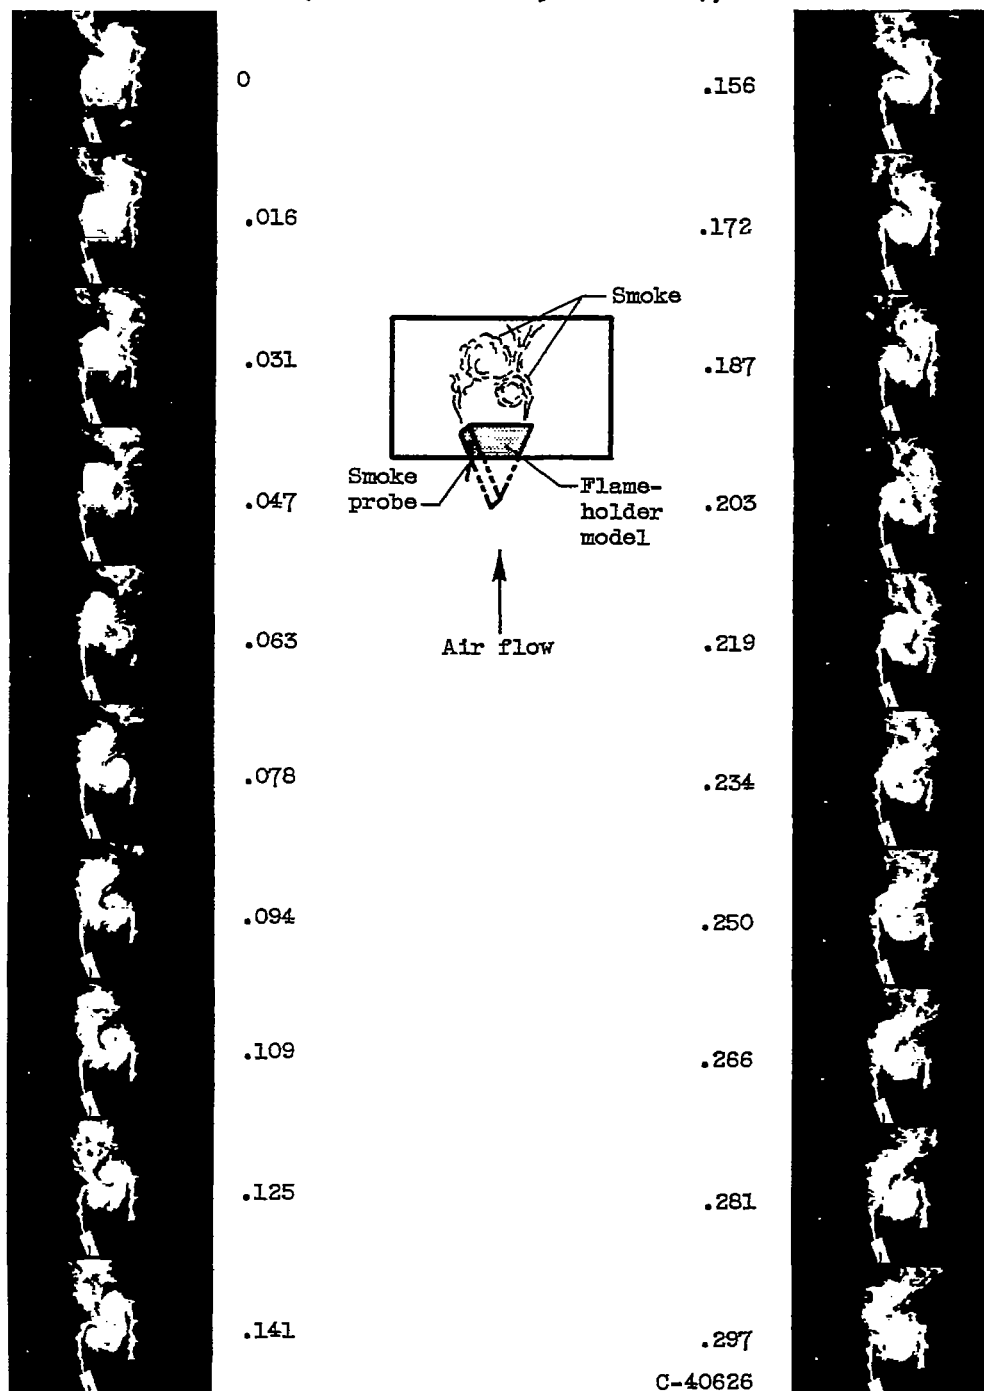 0
.016
.031
.047
.063
.078
.094
.109
.125
.141
Smoke
Smoke
probe
Flame-
holder
model
Air flow
.156
.172
.187
.203
.219
.234
.250
.266
.281
.297
C-40626